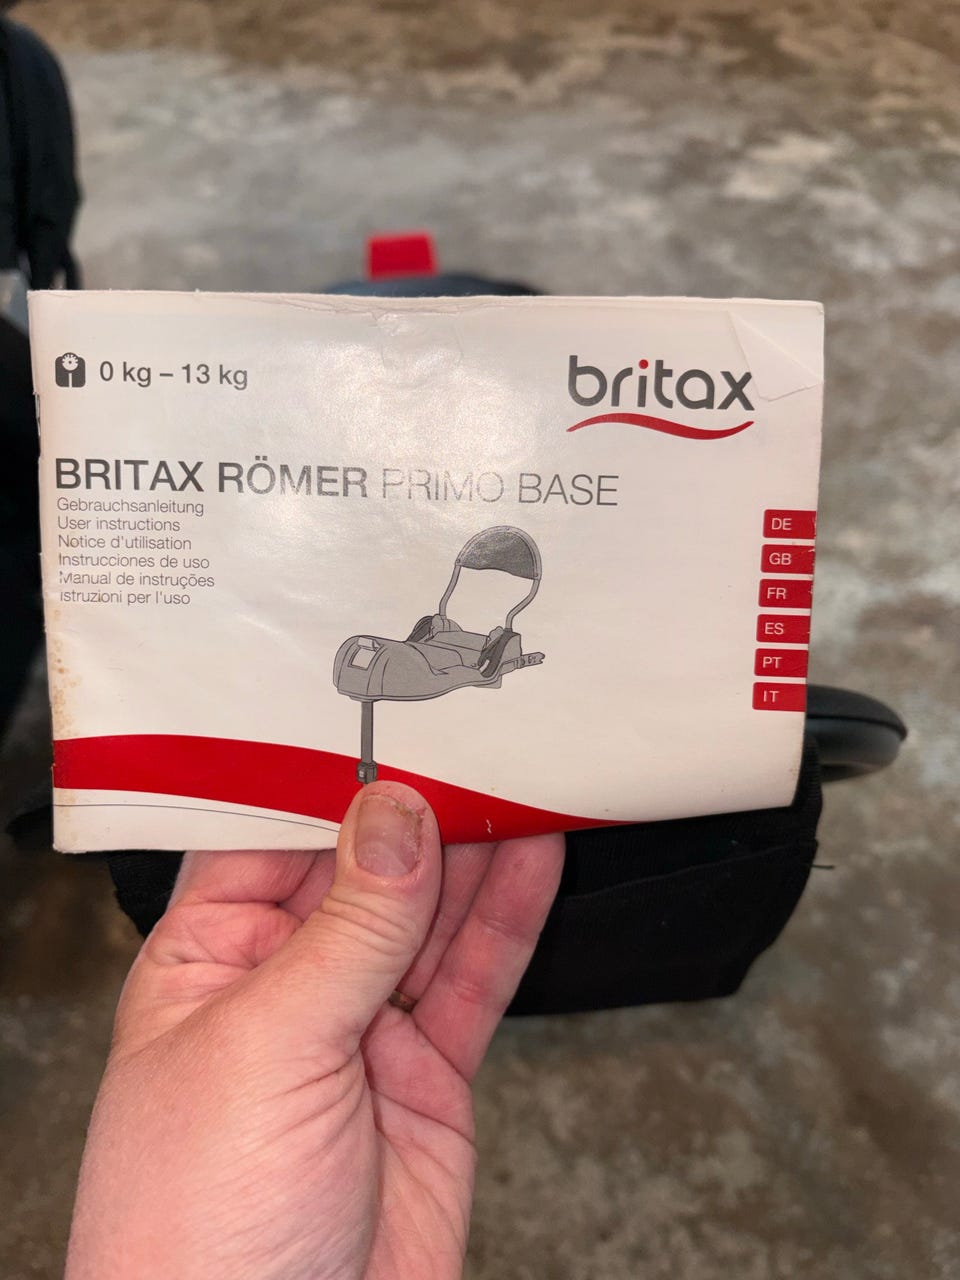 0 kg – 13 kg
britax
BRITAX RÖMER PRIMO BASE
Gebrauchsanleitung
User instructions
Notice d'utilisation
Instrucciones de uso
Manual de instruções
Istruzioni per l'uso
DE
GB
FR
ES
PT
IT